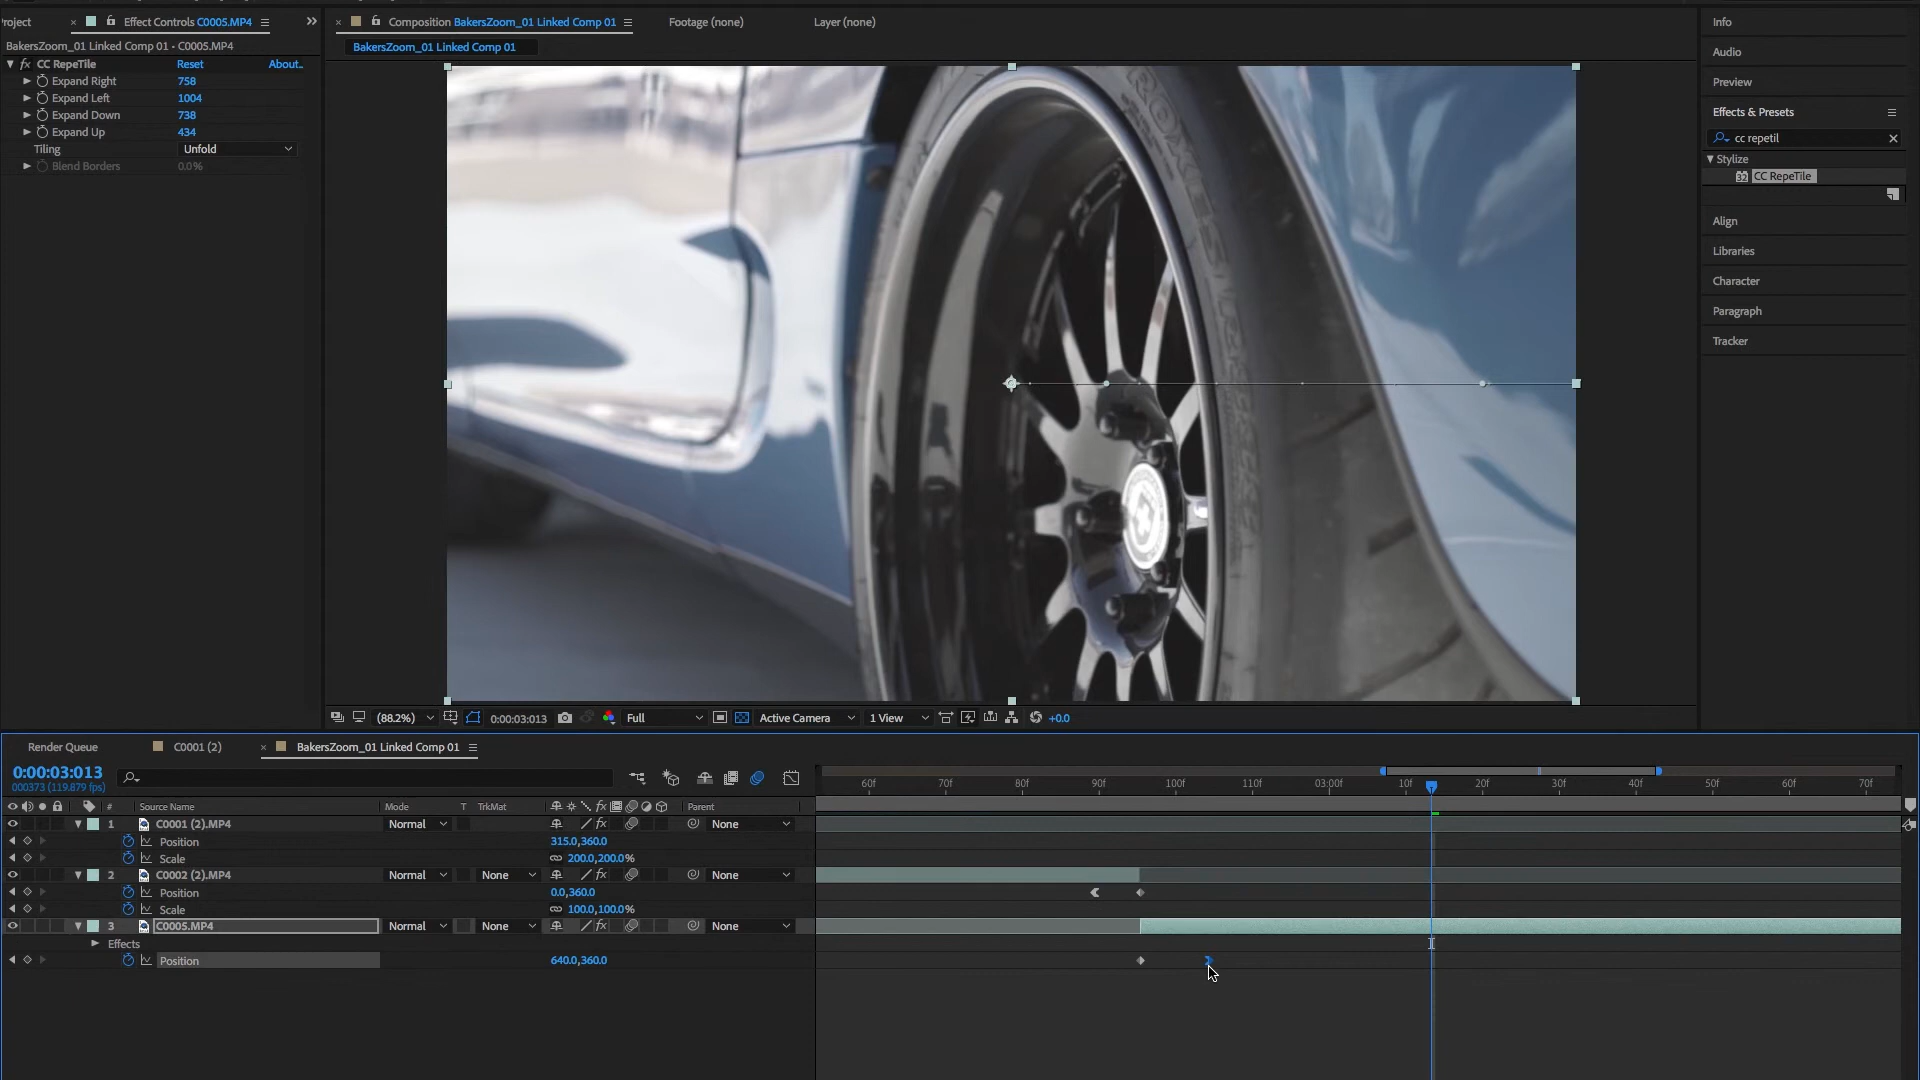 roject
Effect Controls C0005.MP4
BakersZoom_01 Linked Comp 01 • C0005.MP4
CC RepeTile Reset About..
Expand Right 758
Expand Left 1004
Expand Down 738
Expand Up 434
Tiling Unfold
Blend Borders 0.0%
Composition BakersZoom_01 Linked Comp 01
Footage (none)
Layer (none)
BakersZoom_01 Linked Comp 01
(88.2%) 0:00:03:013 Full Active Camera 1 View +0.0
Info
Audio
Preview
Effects & Presets
cc repetil
Stylize
32 CC RepeTile
Align
Libraries
Character
Paragraph
Tracker
Render Queue C0001 (2) BakersZoom_01 Linked Comp 01
0:00:03:013
000373 (119.879 fps)
60f 70f 80f 90f 100f 110f 03:00f 10f 20f 30f 40f 50f 60f 70f
# Source Name Mode T TrkMat Parent
1 C0001 (2).MP4 Normal None
Position 315.0,360.0
Scale 200.0,200.0%
2 C0002 (2).MP4 Normal None None
Position 0.0,360.0
Scale 100.0,100.0%
3 C0005.MP4 Normal None None
Effects
Position 640.0,360.0